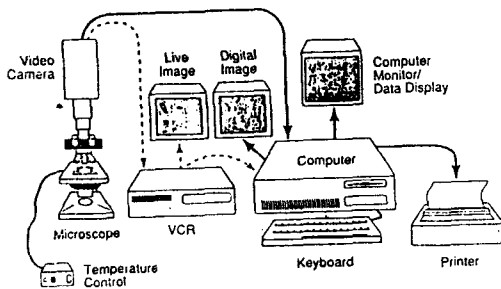 Video
Camera
Live
Image
Digital
Image
Computer
Monitor/
Data Display
Computer
Microscope
VCR
Keyboard
Printer
Temperature
Control